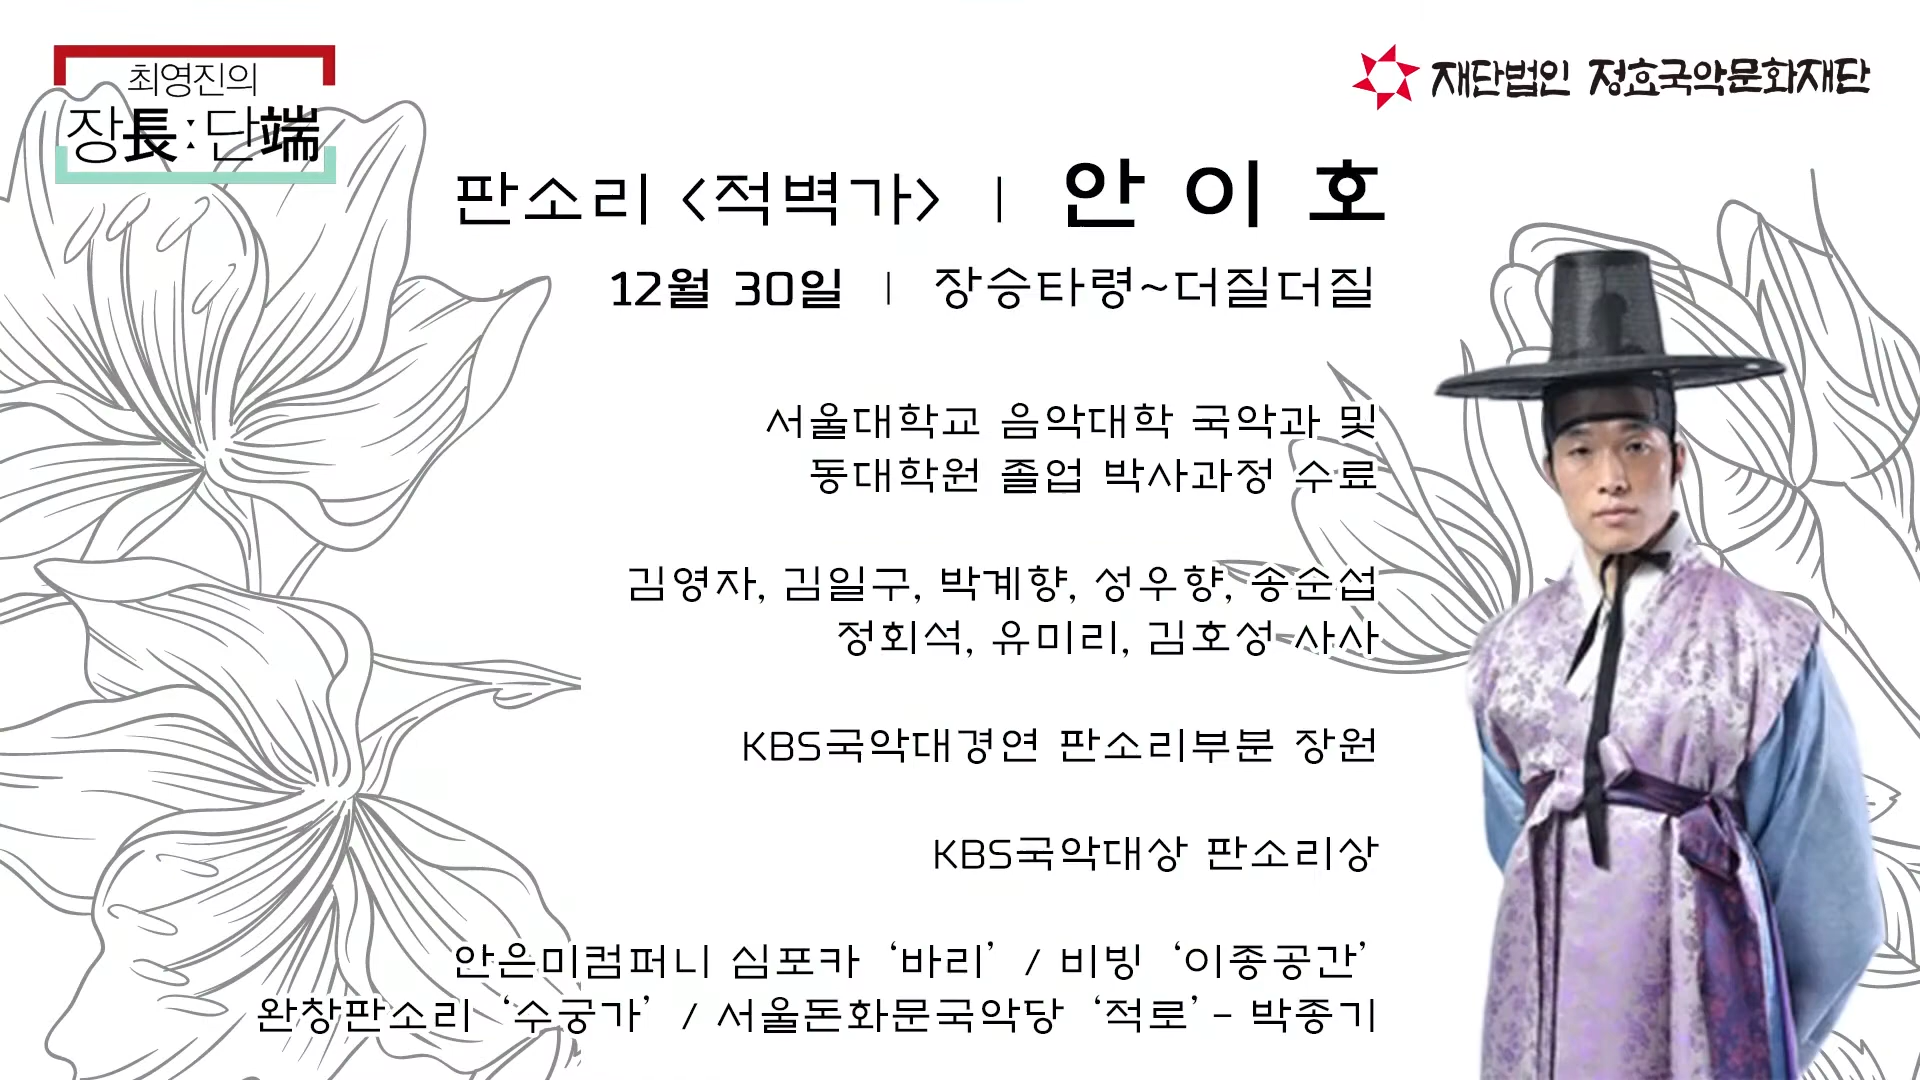 최영진의
장長:단端
재단법인 정효국악문화재단
판소리 <적벽가> | 안이호
12월 30일 | 장승타령~더질더질
서울대학교 음악대학 국악과 및
동대학원 졸업 박사과정 수료
김영자, 김일구, 박계향, 성우향, 송순섭
정회석, 유미리, 김호성 사사
KBS국악대경연 판소리부분 장원
KBS국악대상 판소리상
안은미컴퍼니 심포카 ‘바리’ / 비빙 ‘이종공간’
완창판소리 ‘수궁가’ / 서울돈화문국악당 ‘적로’ - 박종기